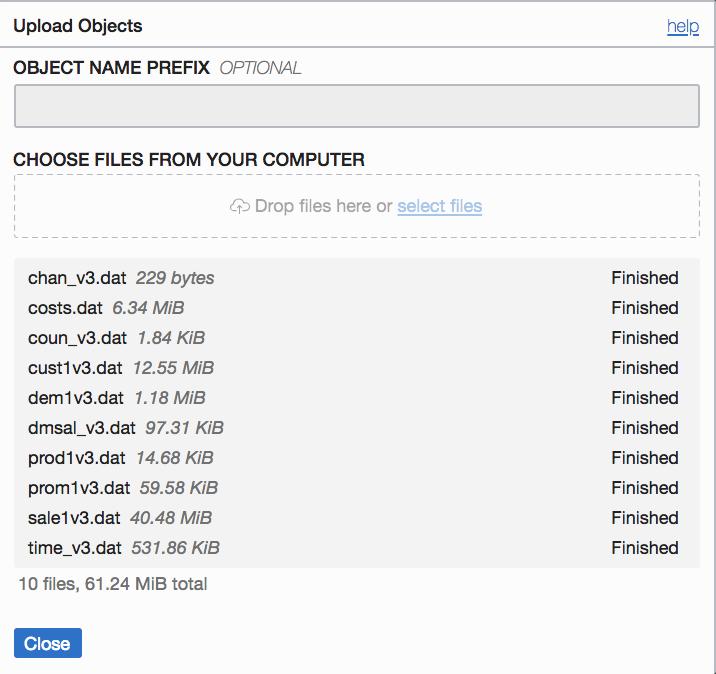 Upload Objects help
OBJECT NAME PREFIX OPTIONAL
CHOOSE FILES FROM YOUR COMPUTER
Drop files here or select files
chan_v3.dat 229 bytes Finished
costs.dat 6.34 MiB Finished
coun_v3.dat 1.84 KiB Finished
cust1v3.dat 12.55 MiB Finished
dem1v3.dat 1.18 MiB Finished
dmsal_v3.dat 97.31 KiB Finished
prod1v3.dat 14.68 KiB Finished
prom1v3.dat 59.58 KiB Finished
sale1v3.dat 40.48 MiB Finished
time_v3.dat 531.86 KiB Finished
10 files, 61.24 MiB total
Close